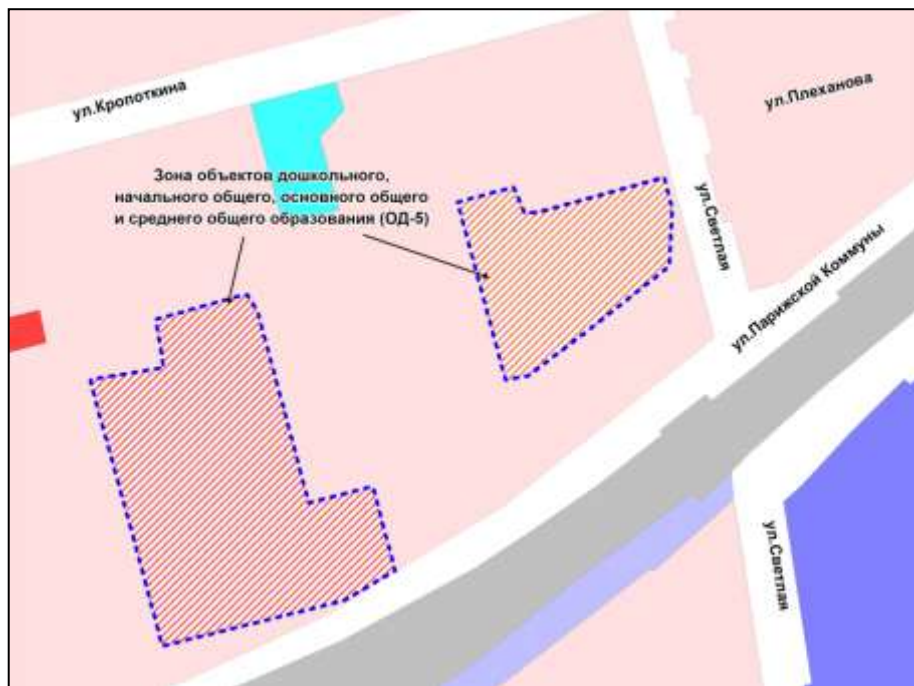 ул.Кропоткина
ул.Плеханова
Зона объектов дошкольного,
начального общего, основного общего
и среднего общего образования (ОД-5)
ул.Светлая
ул.Парижской Коммуны
ул.Светлая